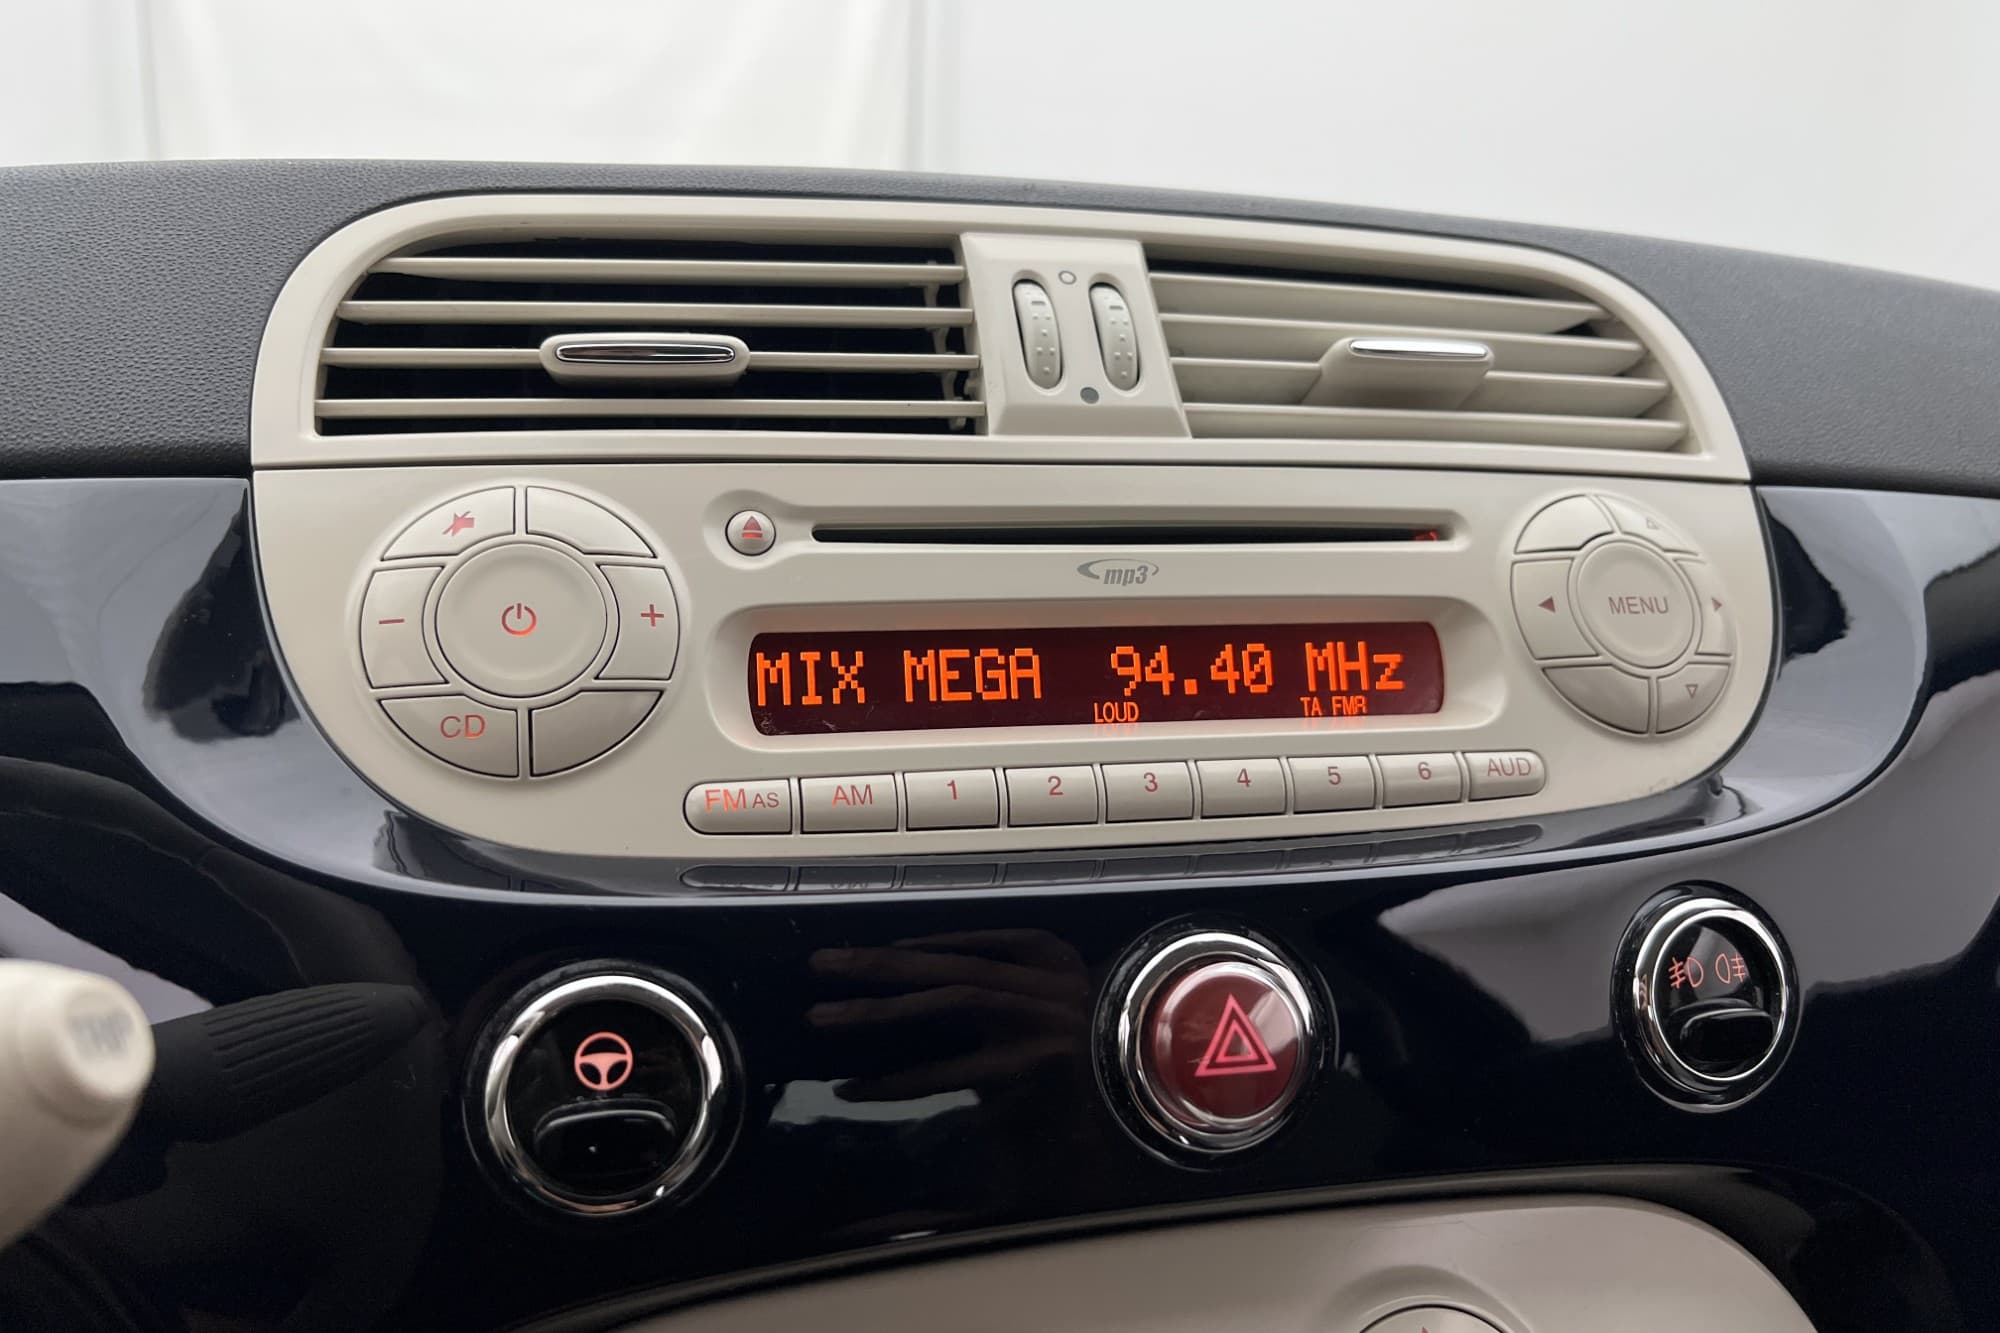 mp3
MENU
MIX MEGA 94.40 MHz
LOUD TA FMR
CD
FM AS AM 1 2 3 4 5 6 AUD
TRIP